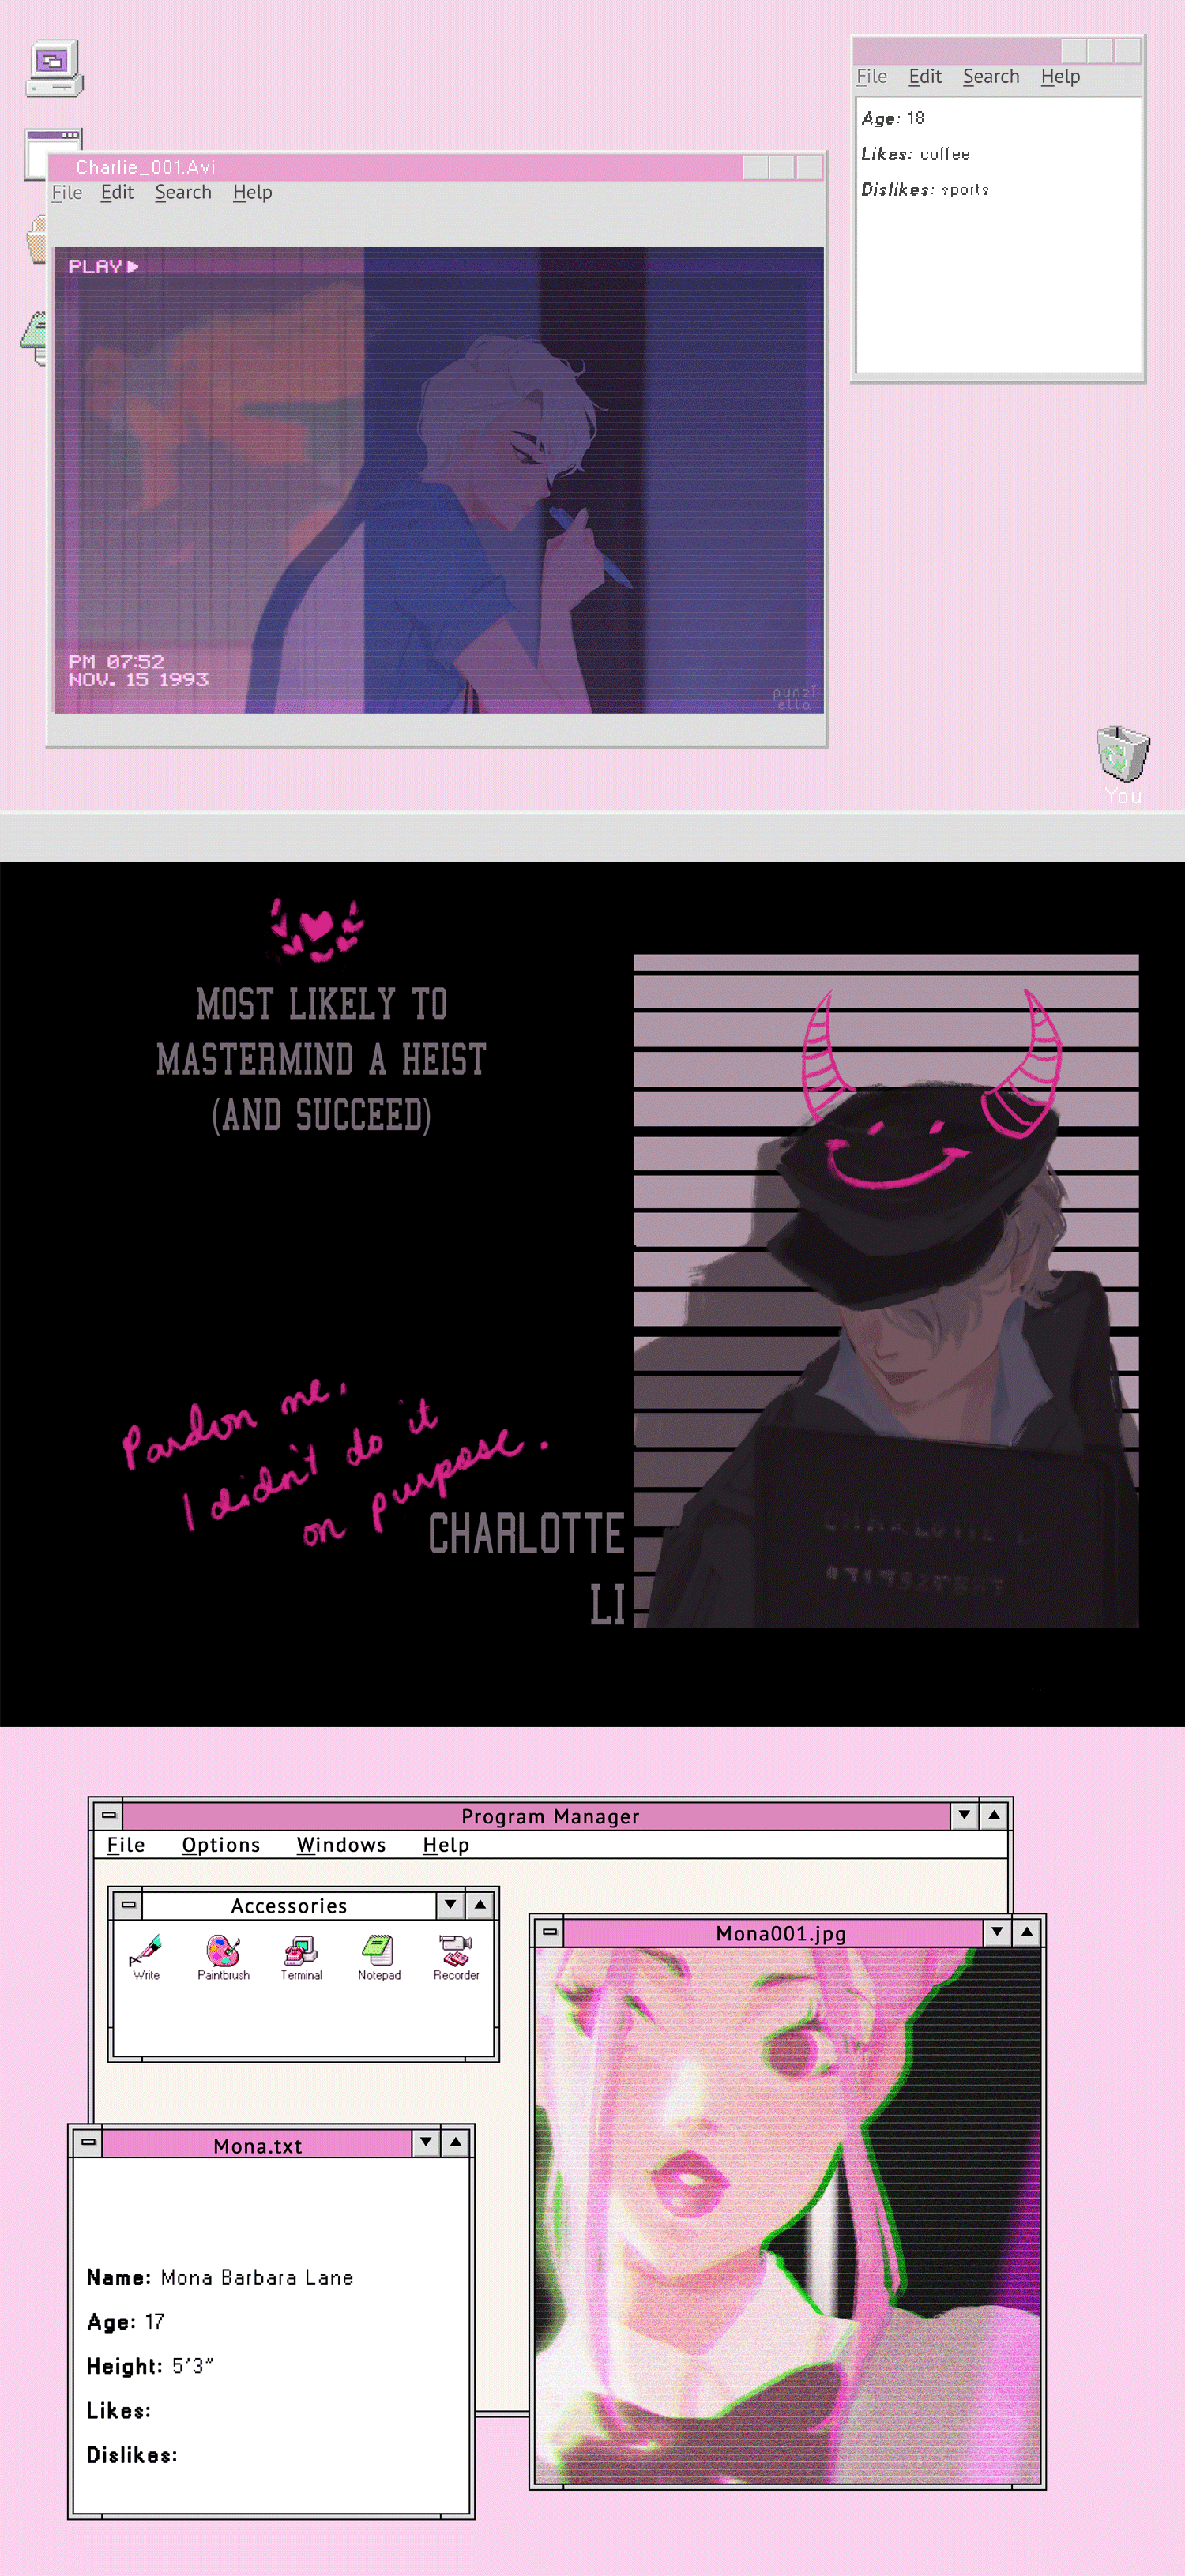 File Edit Search Help
Age: 18
Likes: coffee
Dislikes: sports
Charlie_001.Avi
File Edit Search Help
PLAY
PM 07:52
NOV. 15 1993
punzi
ella
You
MOST LIKELY TO
MASTERMIND A HEIST
(AND SUCCEED)
Pardon me,
I didn't do it
on purpose.
CHARLOTTE
LI
CHARLOTTE L
Program Manager
File Options Windows Help
Accessories
Write Paintbrush Terminal Notepad Recorder
Mona001.jpg
Mona.txt
Name: Mona Barbara Lane
Age: 17
Height: 5'3"
Likes:
Dislikes: